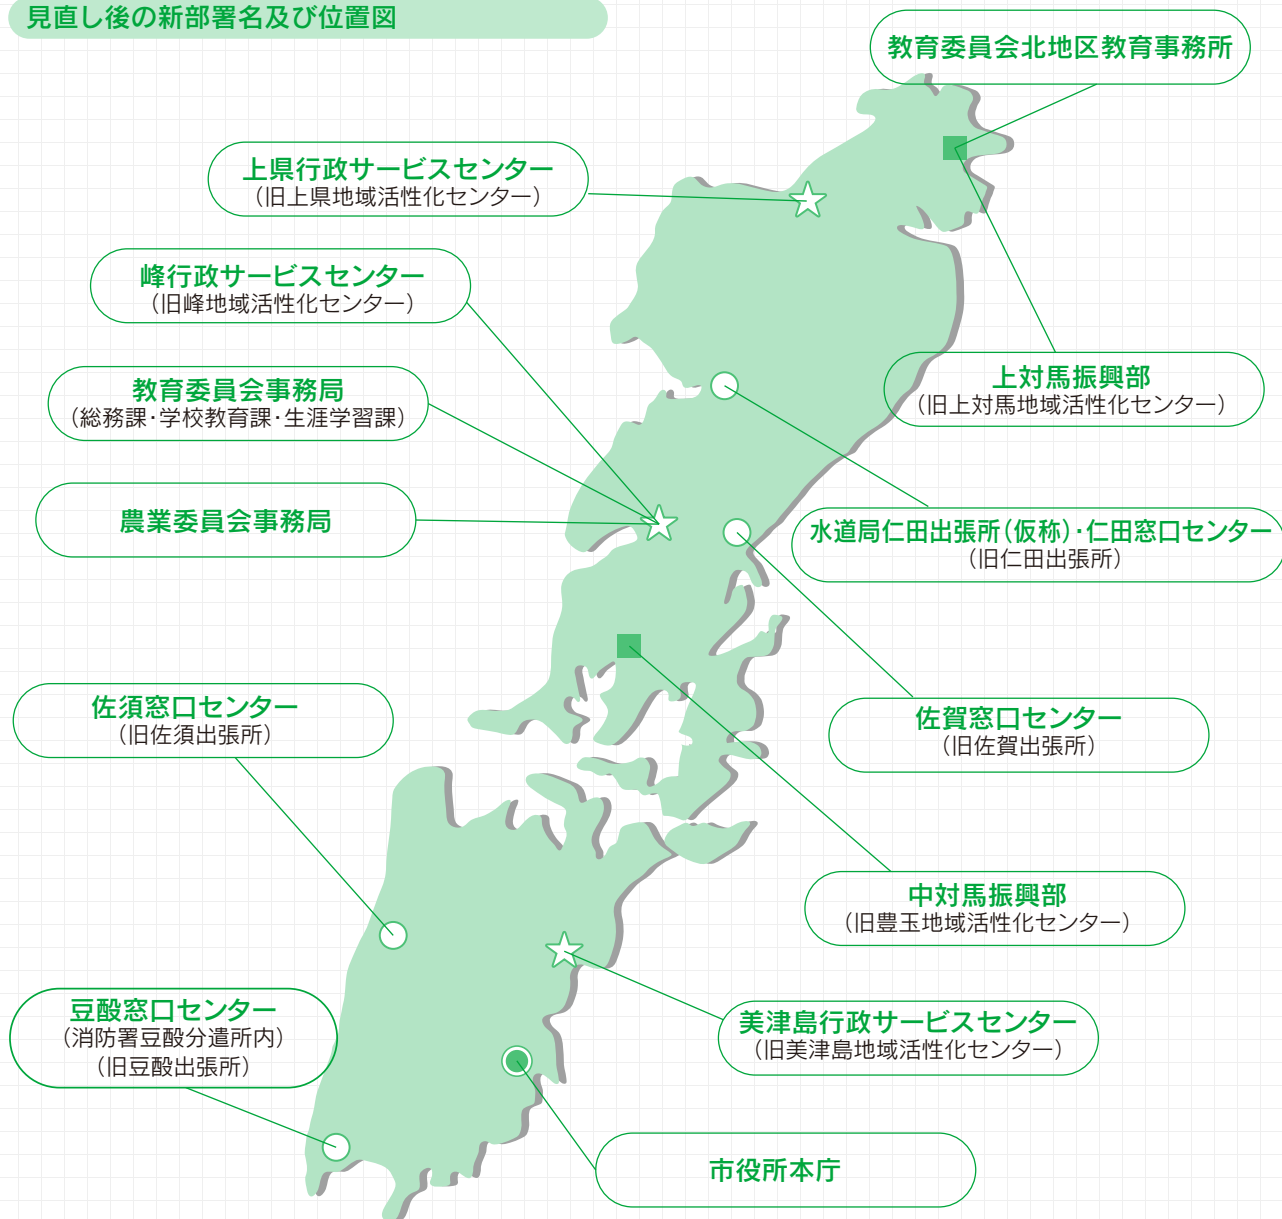 見直し後の新部署名及び位置図
教育委員会北地区教育事務所
上県行政サービスセンター
（旧上県地域活性化センター）
峰行政サービスセンター
（旧峰地域活性化センター）
教育委員会事務局
（総務課・学校教育課・生涯学習課）
上対馬振興部
（旧上対馬地域活性化センター）
農業委員会事務局
水道局仁田出張所（仮称）・仁田窓口センター
（旧仁田出張所）
佐須窓口センター
（旧佐須出張所）
佐賀窓口センター
（旧佐賀出張所）
中対馬振興部
（旧豊玉地域活性化センター）
豆酘窓口センター
（消防署豆酘分遣所内）
（旧豆酘出張所）
美津島行政サービスセンター
（旧美津島地域活性化センター）
市役所本庁